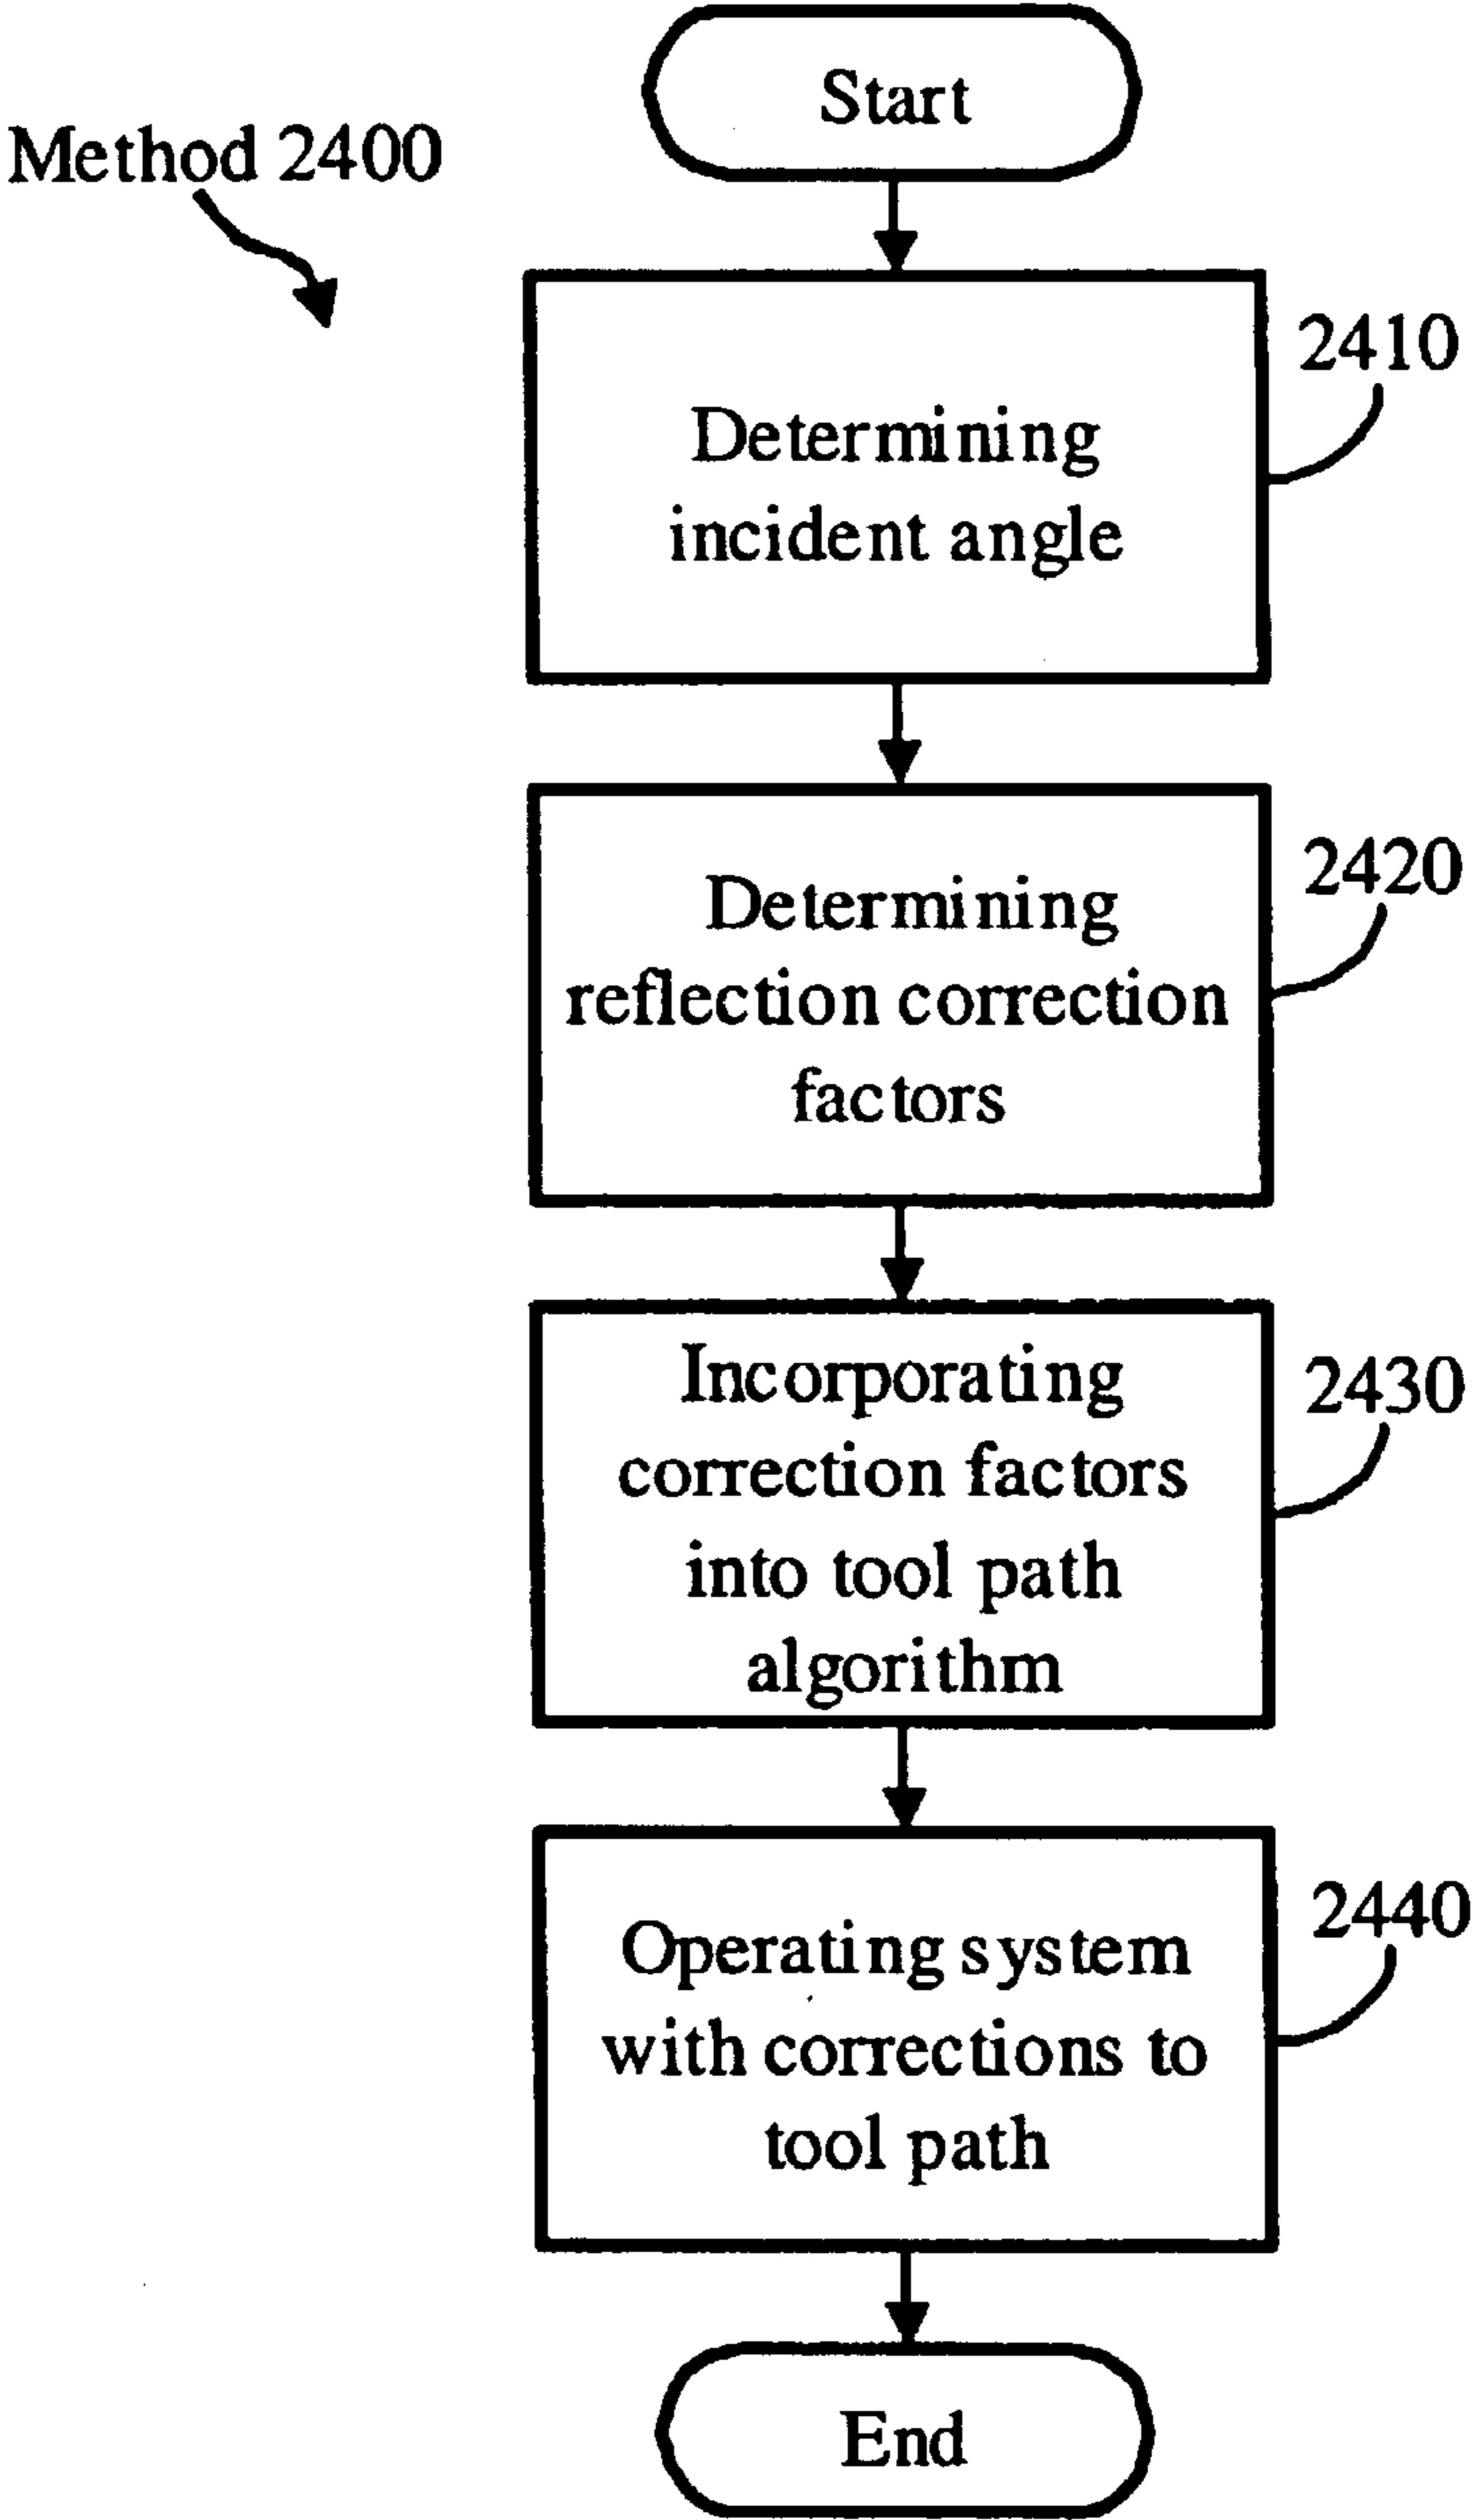 Start
Method 2400
2410
Determining
incident angle
2420
Determining
reflection correction
factors
2430
Incorporating
correction factors
into tool path
algorithm
2440
Operating system
with corrections to
tool path
End